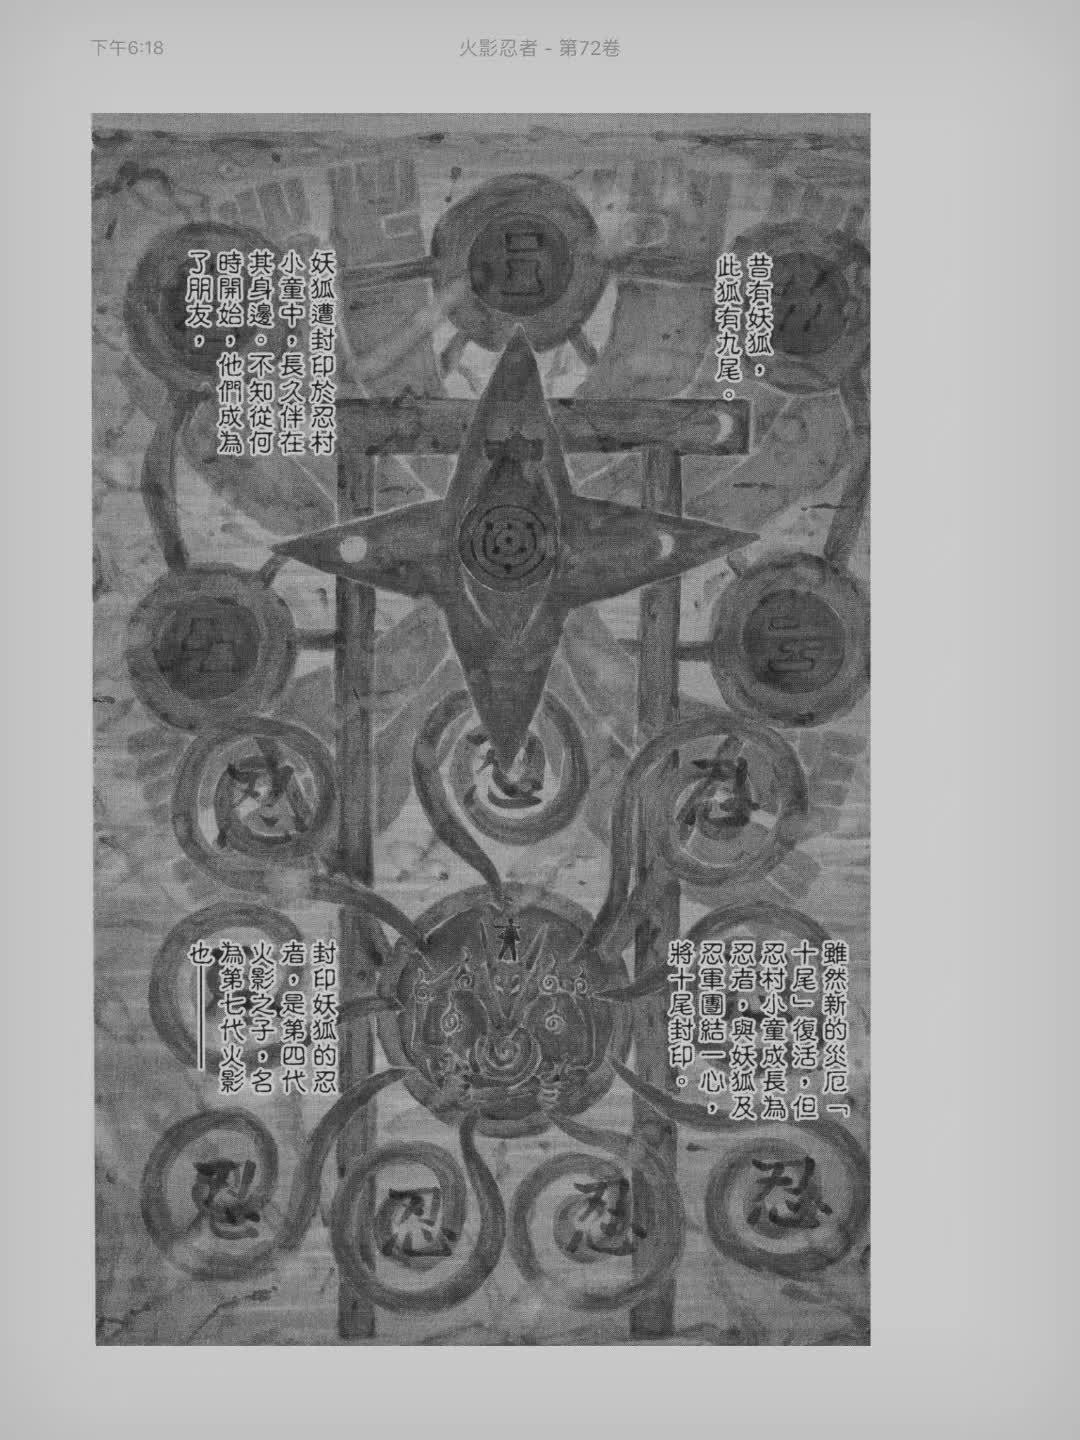 下午6:18
火影忍者 - 第72卷
昔有妖狐，
此狐有九尾。
妖狐遭封印於忍村
小童中，長久伴在
其身邊。不知從何
時開始，他們成為
了朋友，
雖然新的災厄「
十尾」復活，但
忍村小童成長為
忍者，與妖狐及
忍軍團結一心，
將十尾封印。
封印妖狐的忍
者，是第四代
火影之子，名
為第七代火影
也——
忍
忍
忍
忍
忍
忍
忍